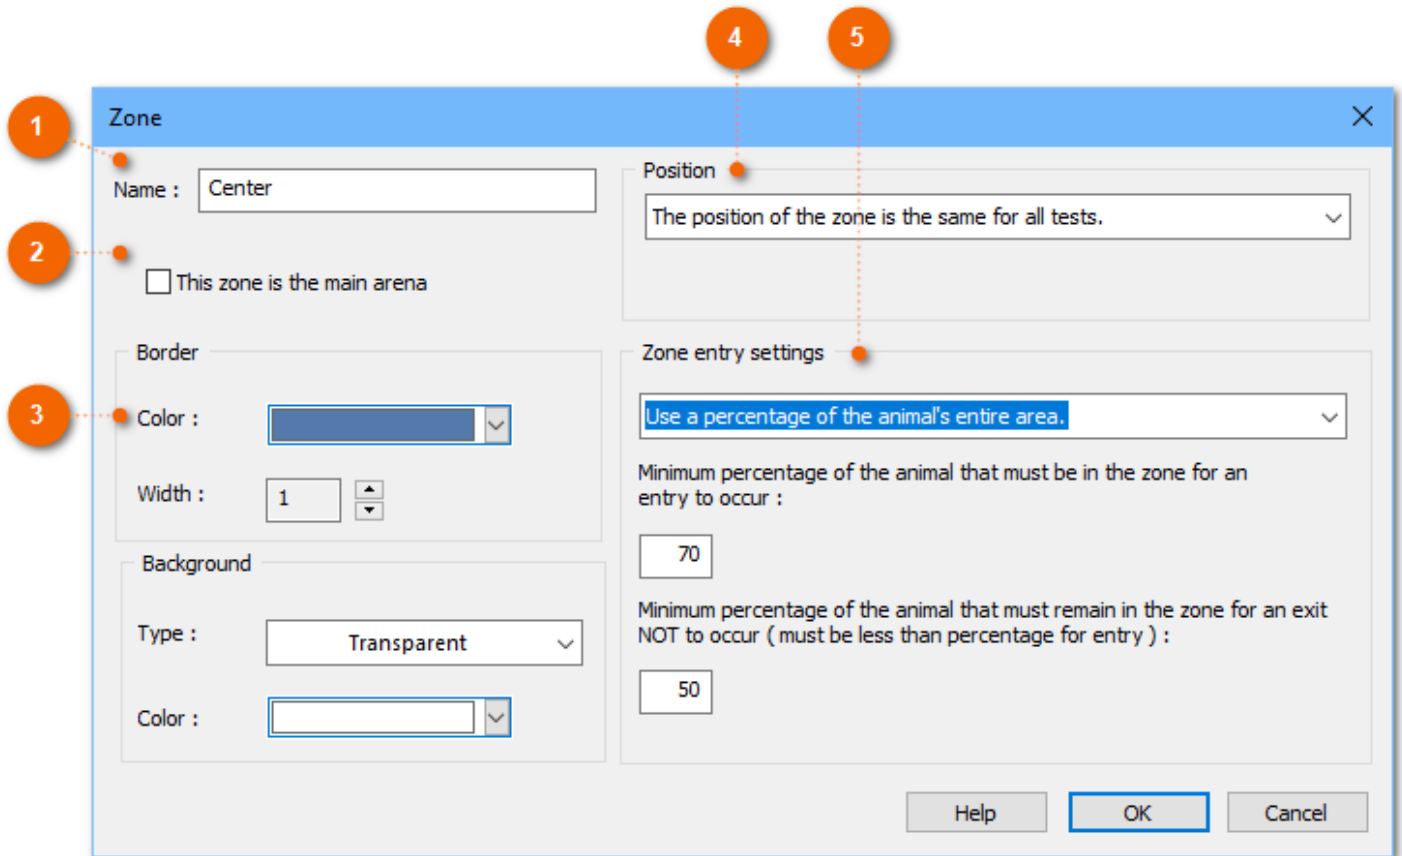 4
5
1
Zone
Name :
Center
2
This zone is the main arena
Position
The position of the zone is the same for all tests.
Border
3
Color :
Width :
1
Background
Type :
Transparent
Color :
Zone entry settings
Use a percentage of the animal's entire area.
Minimum percentage of the animal that must be in the zone for an
entry to occur :
70
Minimum percentage of the animal that must remain in the zone for an exit
NOT to occur ( must be less than percentage for entry ) :
50
Help
OK
Cancel